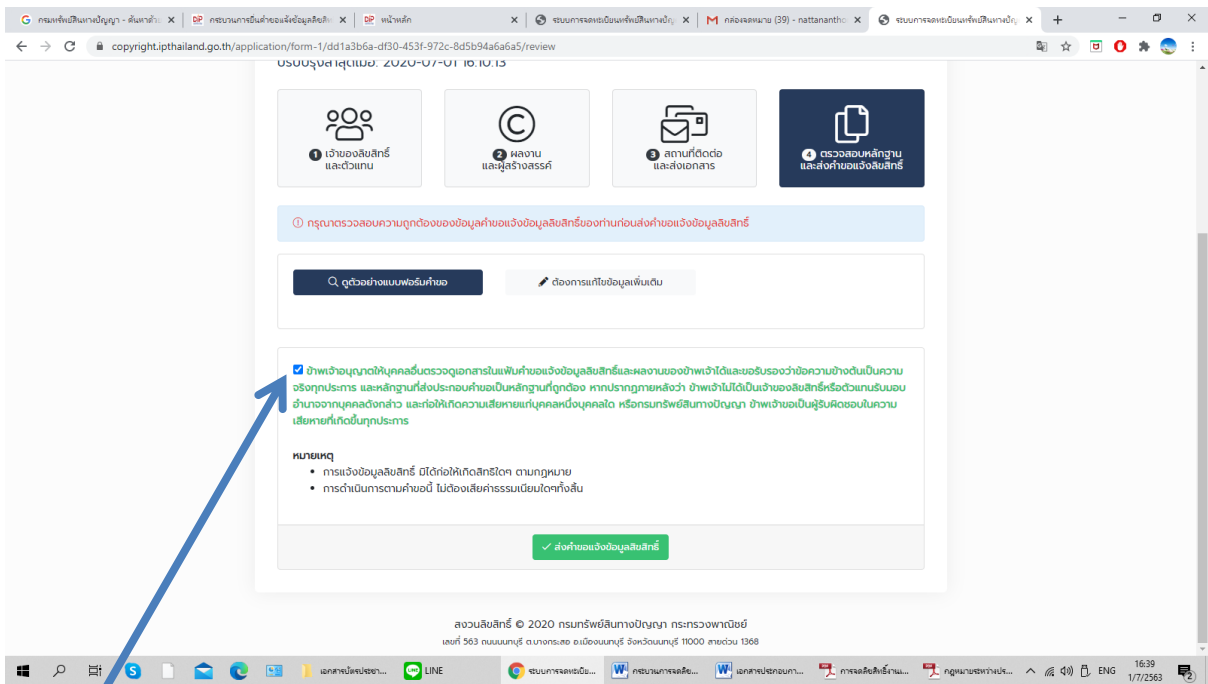 กรมทรัพย์สินทางปัญญา - ค้นหาด้วย
กระบวนการยื่นคำขอแจ้งข้อมูลลิขสิทธิ์
หน้าหลัก
ระบบการจดทะเบียนทรัพย์สินทางปัญ
กล่องจดหมาย (39) - nattanantho
ระบบการจดทะเบียนทรัพย์สินทางปัญ
copyright.ipthailand.go.th/application/form-1/dd1a3b6a-df30-453f-972c-8d5b94a6a6a5/review
ปรับปรุงล่าสุดเมื่อ: 2020-07-01 16:10:13
1 เจ้าของลิขสิทธิ์
และตัวแทน
2 ผลงาน
และผู้สร้างสรรค์
3 สถานที่ติดต่อ
และส่งเอกสาร
4 ตรวจสอบหลักฐาน
และส่งคำขอแจ้งลิขสิทธิ์
กรุณาตรวจสอบความถูกต้องของข้อมูลคำขอแจ้งข้อมูลลิขสิทธิ์ของท่านก่อนส่งคำขอแจ้งข้อมูลลิขสิทธิ์
ดูตัวอย่างแบบฟอร์มคำขอ
ต้องการแก้ไขข้อมูลเพิ่มเติม
ข้าพเจ้าอนุญาตให้บุคคลอื่นตรวจดูเอกสารในแฟ้มคำขอแจ้งข้อมูลลิขสิทธิ์และผลงานของข้าพเจ้าได้และขอรับรองว่าข้อความข้างต้นเป็นความ
จริงทุกประการ และหลักฐานที่ส่งประกอบคำขอเป็นหลักฐานที่ถูกต้อง หากปรากฏภายหลังว่า ข้าพเจ้าไม่ได้เป็นเจ้าของลิขสิทธิ์หรือตัวแทนรับมอบ
อำนาจจากบุคคลดังกล่าว และก่อให้เกิดความเสียหายแก่บุคคลหนึ่งบุคคลใด หรือกรมทรัพย์สินทางปัญญา ข้าพเจ้าขอเป็นผู้รับผิดชอบในความ
เสียหายที่เกิดขึ้นทุกประการ
หมายเหตุ
• การแจ้งข้อมูลลิขสิทธิ์ มิได้ก่อให้เกิดสิทธิใดๆ ตามกฎหมาย
• การดำเนินการตามคำขอนี้ ไม่ต้องเสียค่าธรรมเนียมใดๆทั้งสิ้น
ส่งคำขอแจ้งข้อมูลลิขสิทธิ์
สงวนลิขสิทธิ์ © 2020 กรมทรัพย์สินทางปัญญา กระทรวงพาณิชย์
เลขที่ 563 ถนนนนทบุรี ต.บางกระสอ อ.เมืองนนทบุรี จังหวัดนนทบุรี 11000 สายด่วน 1368
LINE
ระบบการจดทะเบีย...
กระบวนการจดลิข...
เอกสารประกอบกา...
การจดลิขสิทธิ์งานแ...
กฎหมายระหว่างประ...
ENG
16:39
1/7/2563